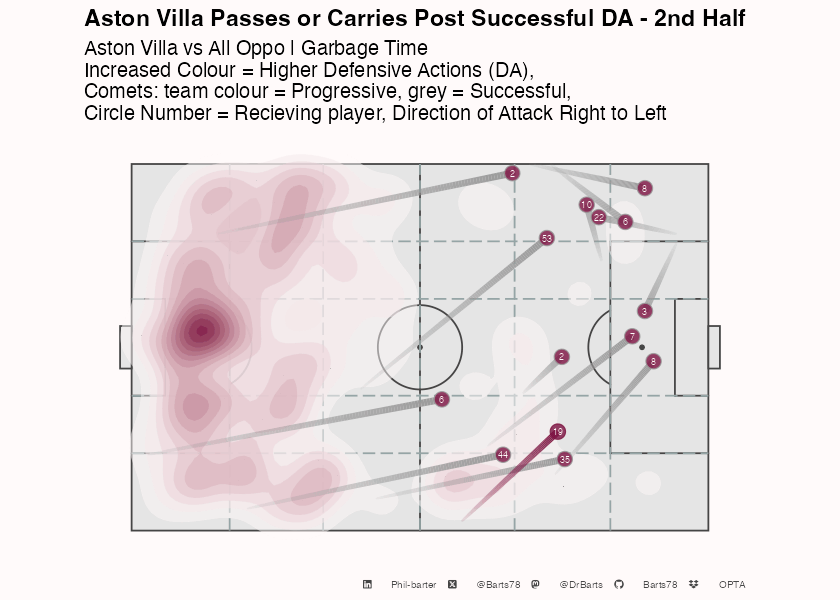 Aston Villa Passes or Carries Post Successful DA - 2nd Half
Aston Villa vs All Oppo | Garbage Time
Increased Colour = Higher Defensive Actions (DA),
Comets: team colour = Progressive, grey = Successful,
Circle Number = Recieving player, Direction of Attack Right to Left
2
8
10
22
6
53
3
7
2
8
6
19
44
35
Phil-barter @Barts78 @DrBarts Barts78 OPTA